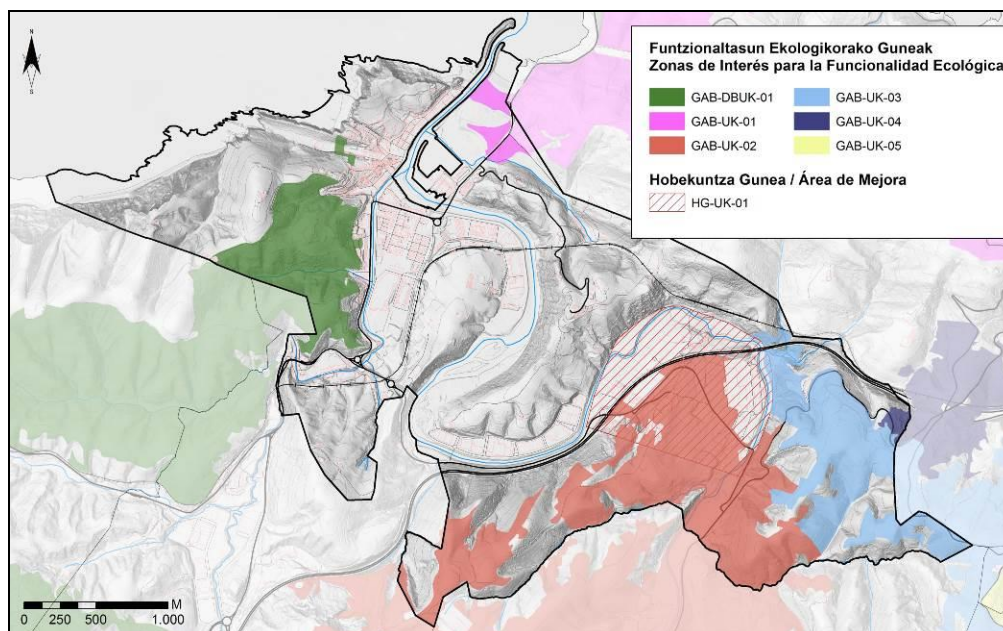 N
S
Funtzionaltasun Ekologikorako Guneak
Zonas de Interés para la Funcionalidad Ecológica
GAB-DBUK-01
GAB-UK-03
GAB-UK-01
GAB-UK-04
GAB-UK-02
GAB-UK-05
Hobekuntza Gunea / Área de Mejora
HG-UK-01
M
0 250 500 1.000